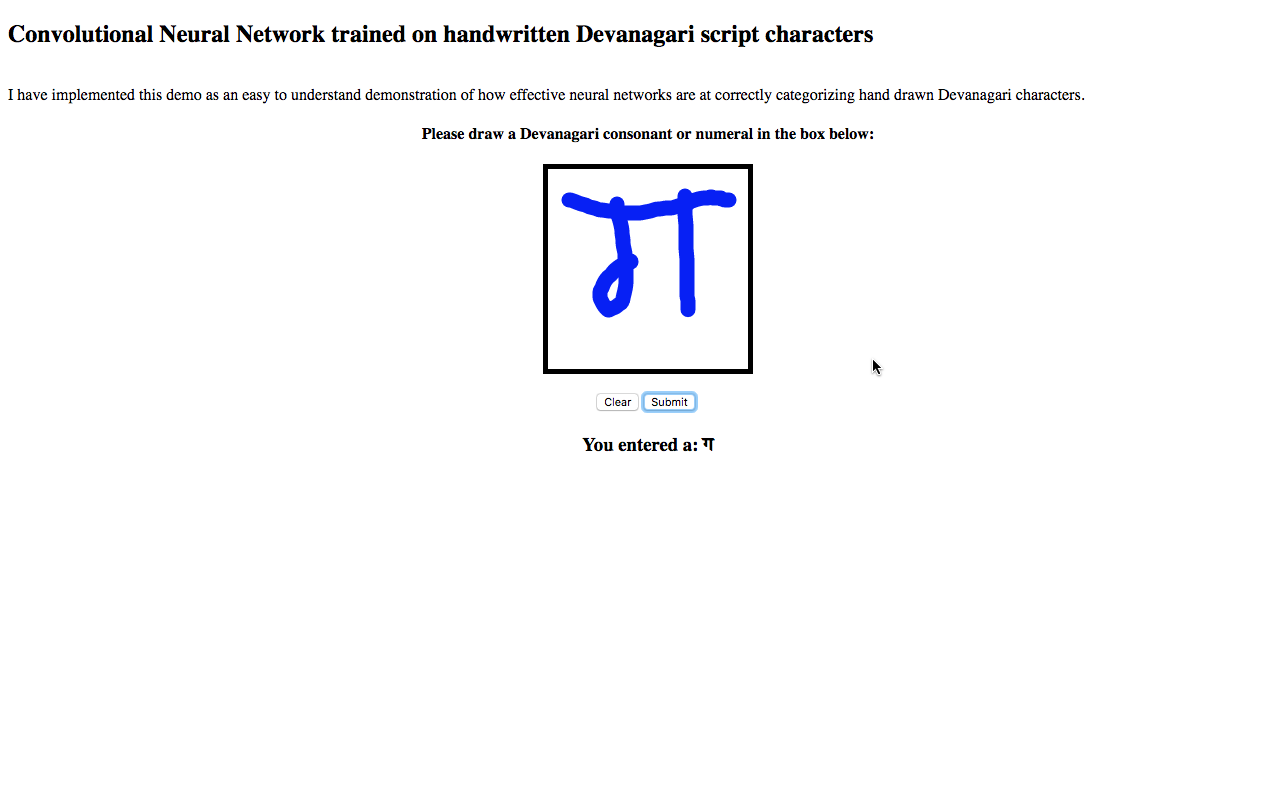 Convolutional Neural Network trained on handwritten Devanagari script characters
I have implemented this demo as an easy to understand demonstration of how effective neural networks are at correctly categorizing hand drawn Devanagari characters.
Please draw a Devanagari consonant or numeral in the box below:
ग
Clear Submit
You entered a: ग